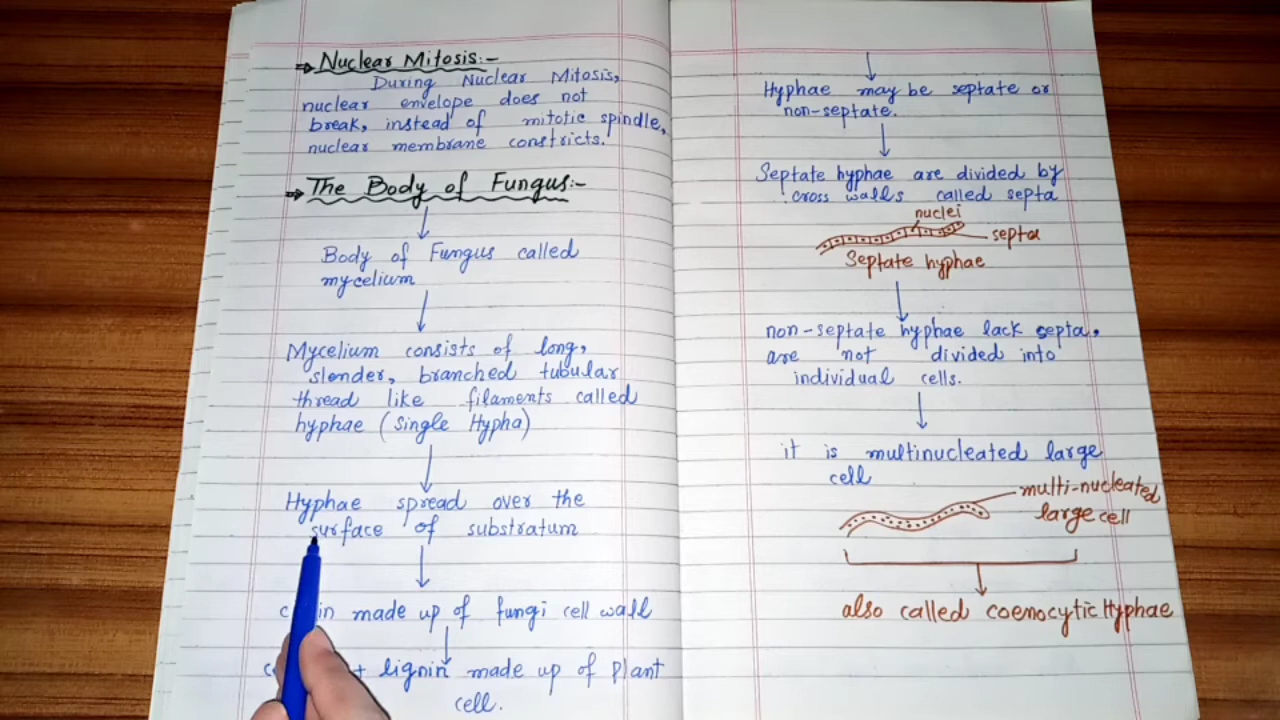 ⇒ Nuclear Mitosis:-
During Nuclear Mitosis,
nuclear envelope does not
break, instead of mitotic spindle,
nuclear membrane constricts.
⇒ The Body of Fungus:-
Body of Fungus called
mycelium
Mycelium consists of long,
slender, branched tubular
thread like filaments called
hyphae (Single Hypha)
Hyphae spread over the
surface of substratum
made up of fungi cell wall
+ lignin made up of plant
cell.
Hyphae may be septate or
non-septate.
Septate hyphae are divided by
cross walls called septa
nuclei
septa
Septate hyphae
non-septate hyphae lack septa,
are not divided into
individual cells.
it is multinucleated large
cell
multi-nucleated
large cell
also called coenocytic Hyphae